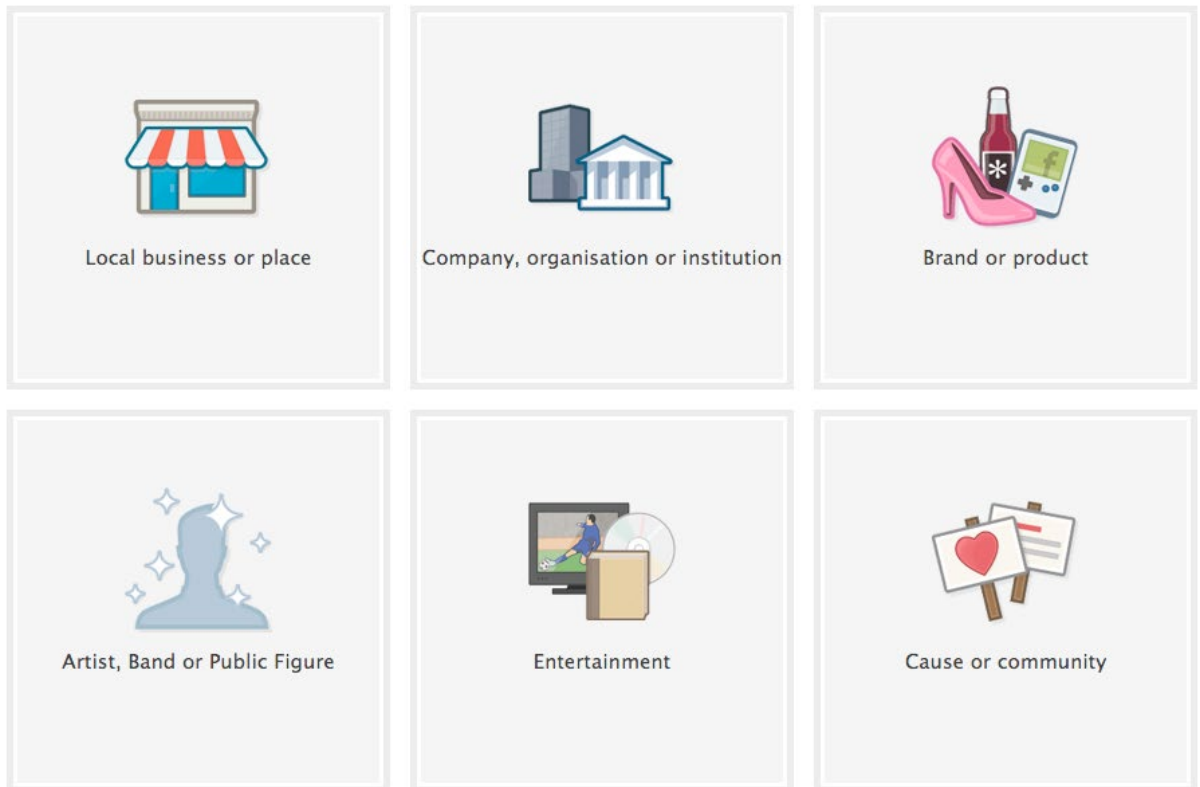 Local business or place
Company, organisation or institution
Brand or product
Artist, Band or Public Figure
Entertainment
Cause or community